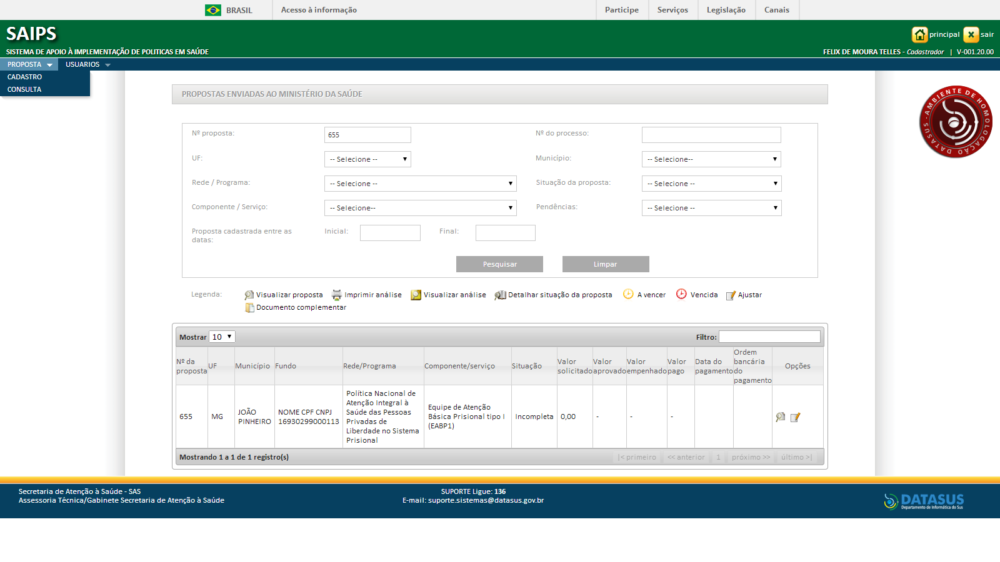 BRASIL
Acesso à informação
Participe
Serviços
Legislação
Canais
SAIPS
principal
sair
SISTEMA DE APOIO À IMPLEMENTAÇÃO DE POLITICAS EM SAÚDE
FELIX DE MOURA TELLES - Cadastrador | V-001.20.00
PROPOSTA
USUARIOS
CADASTRO
CONSULTA
PROPOSTAS ENVIADAS AO MINISTÉRIO DA SAÚDE
AMBIENTE DE HOMOLOGAÇÃO DATASUS -
Nº proposta:
655
Nº do processo:
UF:
-- Selecione --
Município:
-- Selecione--
Rede / Programa:
-- Selecione --
Situação da proposta:
-- Selecione --
Componente / Serviço:
-- Selecione--
Pendências:
-- Selecione --
Proposta cadastrada entre as
datas:
Inicial:
Final:
Pesquisar
Limpar
Legenda:
Visualizar proposta
Imprimir análise
Visualizar análise
Detalhar situação da proposta
A vencer
Vencida
Ajustar
Documento complementar
Mostrar 10
Filtro:
Nº da
proposta
UF
Município
Fundo
Rede/Programa
Componente/serviço
Situação
Valor
solicitado
Valor
aprovado
Valor
empenhado
Valor
pago
Data do
pagamento
Ordem
bancária
do
pagamento
Opções
655
MG
JOÃO
PINHEIRO
NOME CPF CNPJ
16930299000113
Política Nacional de
Atenção Integral à
Saúde das Pessoas
Privadas de
Liberdade no Sistema
Prisional
Equipe de Atenção
Básica Prisional tipo I
(EABP1)
Incompleta
0,00
-
-
-
Mostrando 1 a 1 de 1 registro(s)
|< primeiro
<< anterior
1
próximo >>
último >|
Secretaria de Atenção à Saúde - SAS
Assessoria Técnica/Gabinete Secretaria de Atenção à Saúde
SUPORTE Ligue: 136
E-mail: suporte.sistemas@datasus.gov.br
DATASUS
Departamento de Informática do Sus